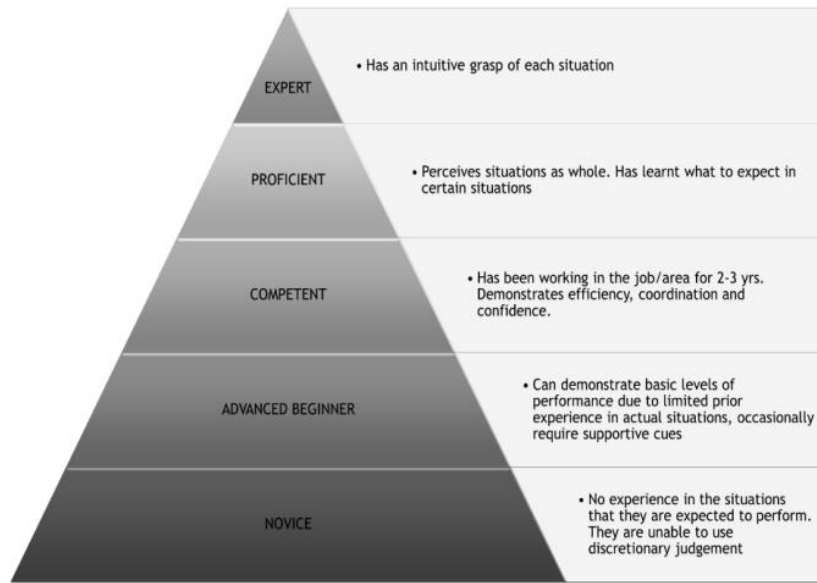 EXPERT
• Has an intuitive grasp of each situation
PROFICIENT
• Perceives situations as whole. Has learnt what to expect in
certain situations
COMPETENT
• Has been working in the job/area for 2-3 yrs.
Demonstrates efficiency, coordination and
confidence.
ADVANCED BEGINNER
• Can demonstrate basic levels of
performance due to limited prior
experience in actual situations, occasionally
require supportive cues
NOVICE
• No experience in the situations
that they are expected to perform.
They are unable to use
discretionary judgement